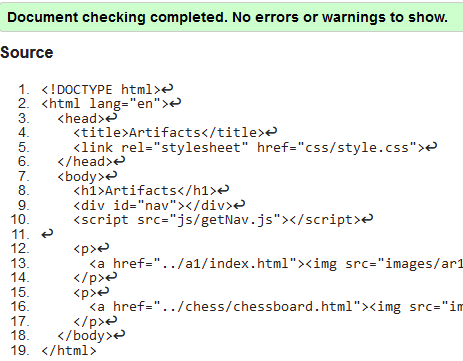 Document checking completed. No errors or warnings to show.
Source
1. <!DOCTYPE html>↩
2. <html lang="en">↩
3. <head>↩
4. <title>Artifacts</title>↩
5. <link rel="stylesheet" href="css/style.css">↩
6. </head>↩
7. <body>↩
8. <h1>Artifacts</h1>↩
9. <div id="nav"></div>↩
10. <script src="js/getNav.js"></script>↩
11. ↩
12. <p>↩
13. <a href="../a1/index.html"><img src="images/ar1
14. </p>↩
15. <p>↩
16. <a href="../chess/chessboard.html"><img src="im
17. </p>↩
18. </body>↩
19. </html>